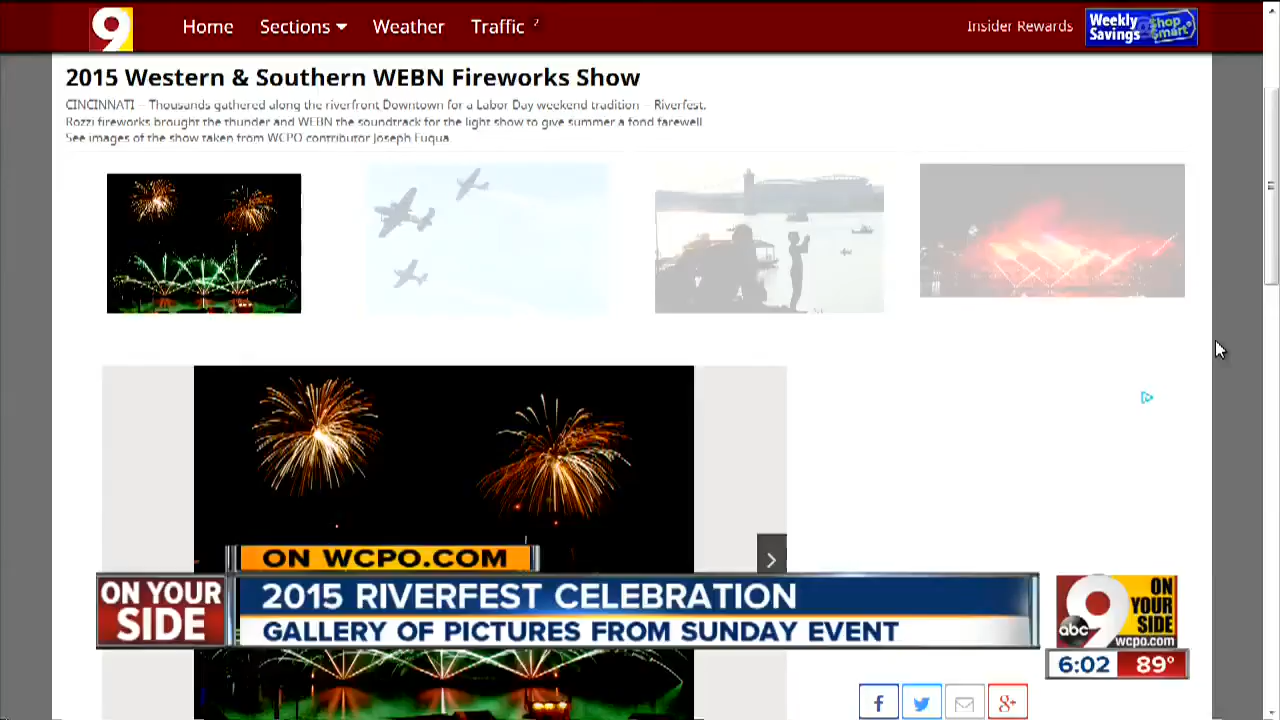 9 Home Sections Weather Traffic 2 Insider Rewards Weekly Savings Shop Smart
2015 Western & Southern WEBN Fireworks Show
CINCINNATI – Thousands gathered along the riverfront Downtown for a Labor Day weekend tradition – Riverfest.
Rozzi fireworks brought the thunder and WEBN the soundtrack for the light show to give summer a fond farewell
See images of the show taken from WCPO contributor Joseph Fuqua
ON WCPO.COM
ON YOUR SIDE
2015 RIVERFEST CELEBRATION
GALLERY OF PICTURES FROM SUNDAY EVENT
abc 9 ON YOUR SIDE
wcpo.com
6:02 89°
f g+